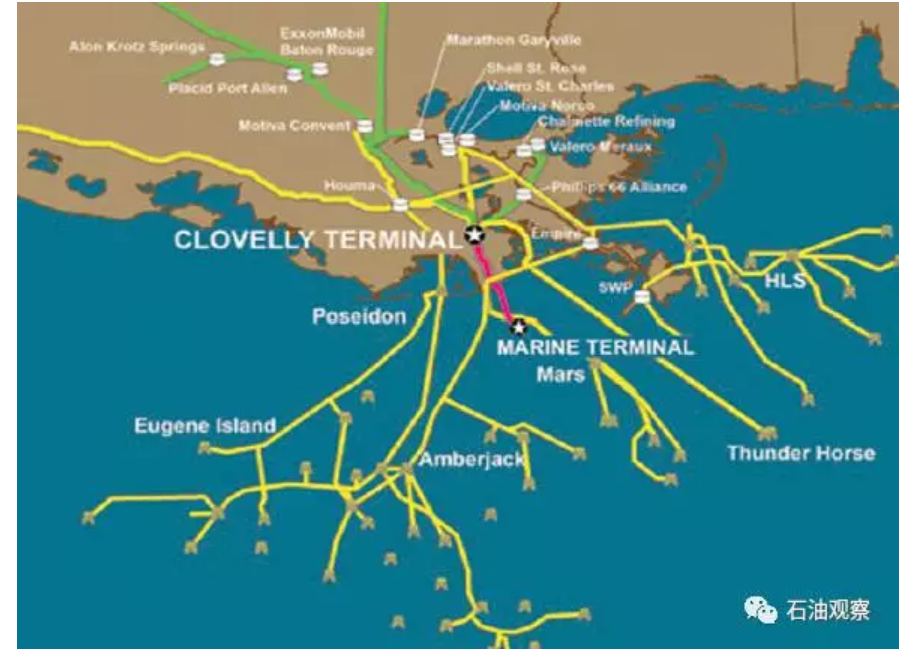 Alon Krotz Springs
ExxonMobil
Baton Rouge
Placid Port Allen
Motiva Convent
Marathon Garyville
Shell St. Rose
Valero St. Charles
Motiva Norco
Chalmette Refining
Valero Meraux
Phillips 66 Alliance
Houma
CLOVELLY TERMINAL
Empire
SWP
HLS
Poseidon
MARINE TERMINAL
Mars
Eugene Island
Amberjack
Thunder Horse
石油观察